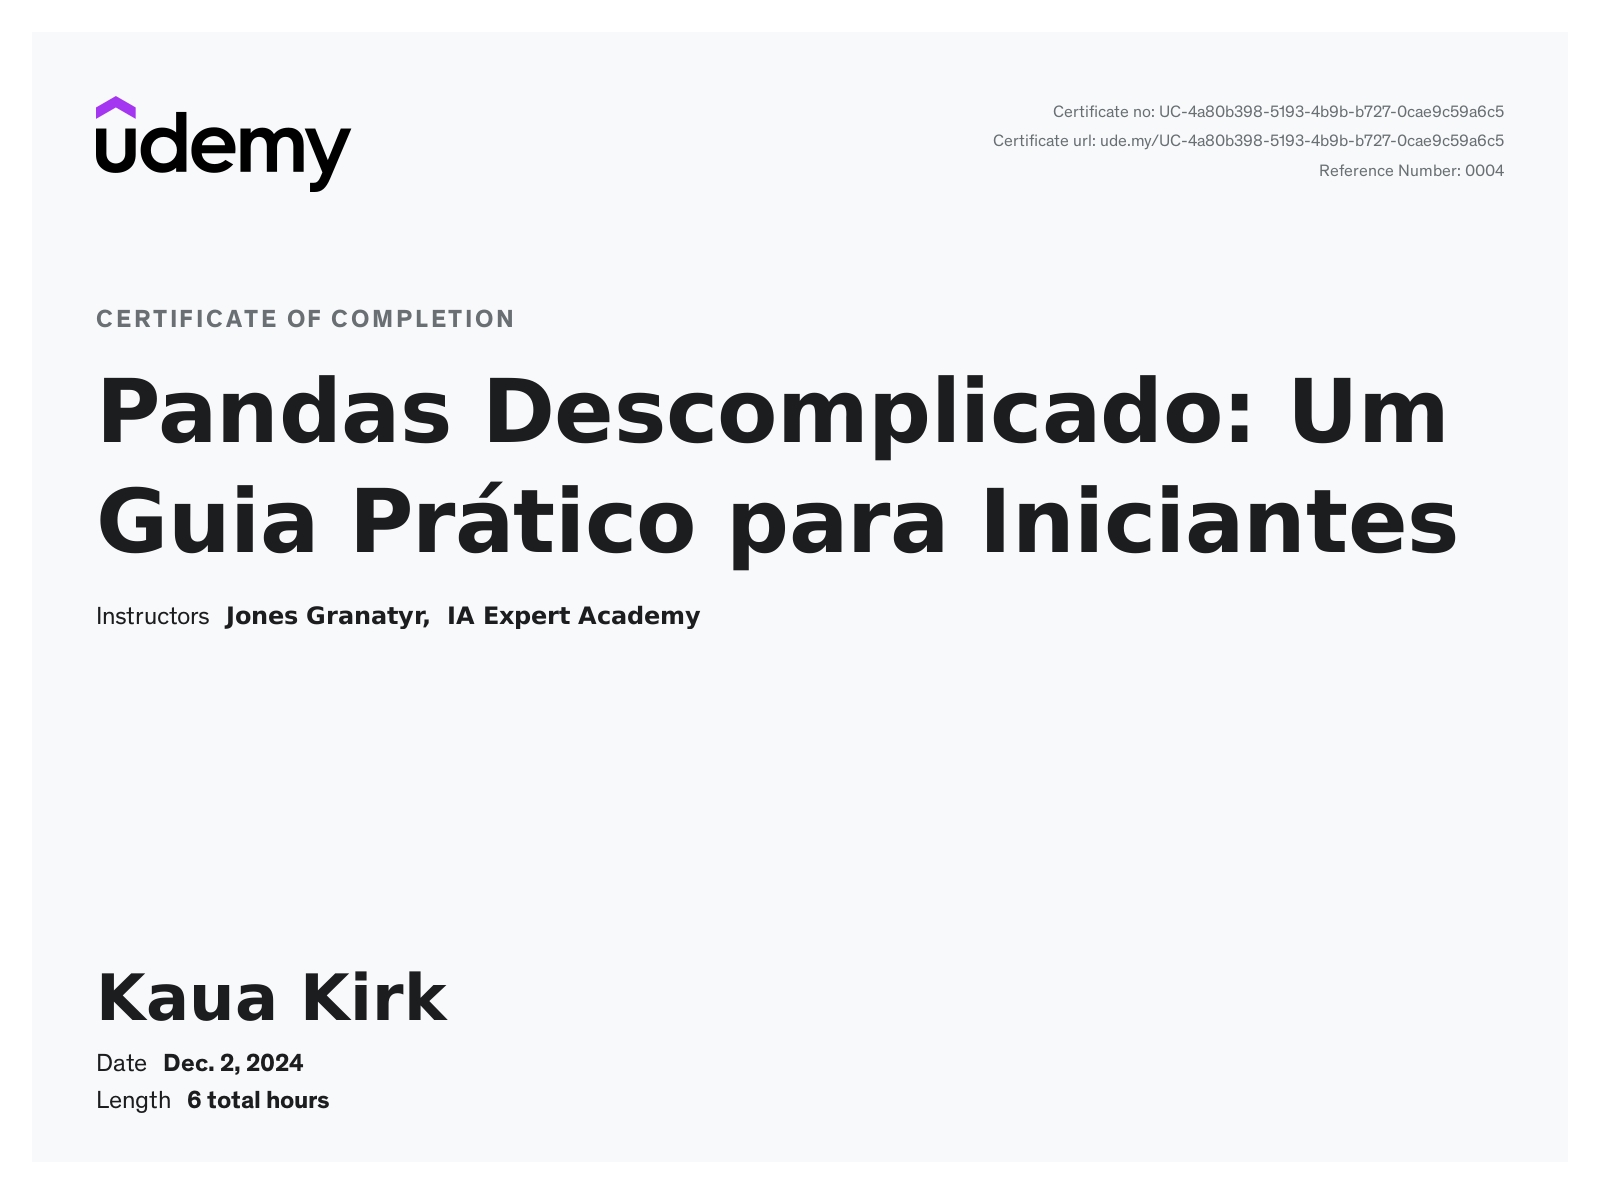 udemy
Certificate no: UC-4a80b398-5193-4b9b-b727-0cae9c59a6c5
Certificate url: ude.my/UC-4a80b398-5193-4b9b-b727-0cae9c59a6c5
Reference Number: 0004
CERTIFICATE OF COMPLETION
Pandas Descomplicado: Um
Guia Prático para Iniciantes
Instructors Jones Granatyr, IA Expert Academy
Kaua Kirk
Date Dec. 2, 2024
Length 6 total hours